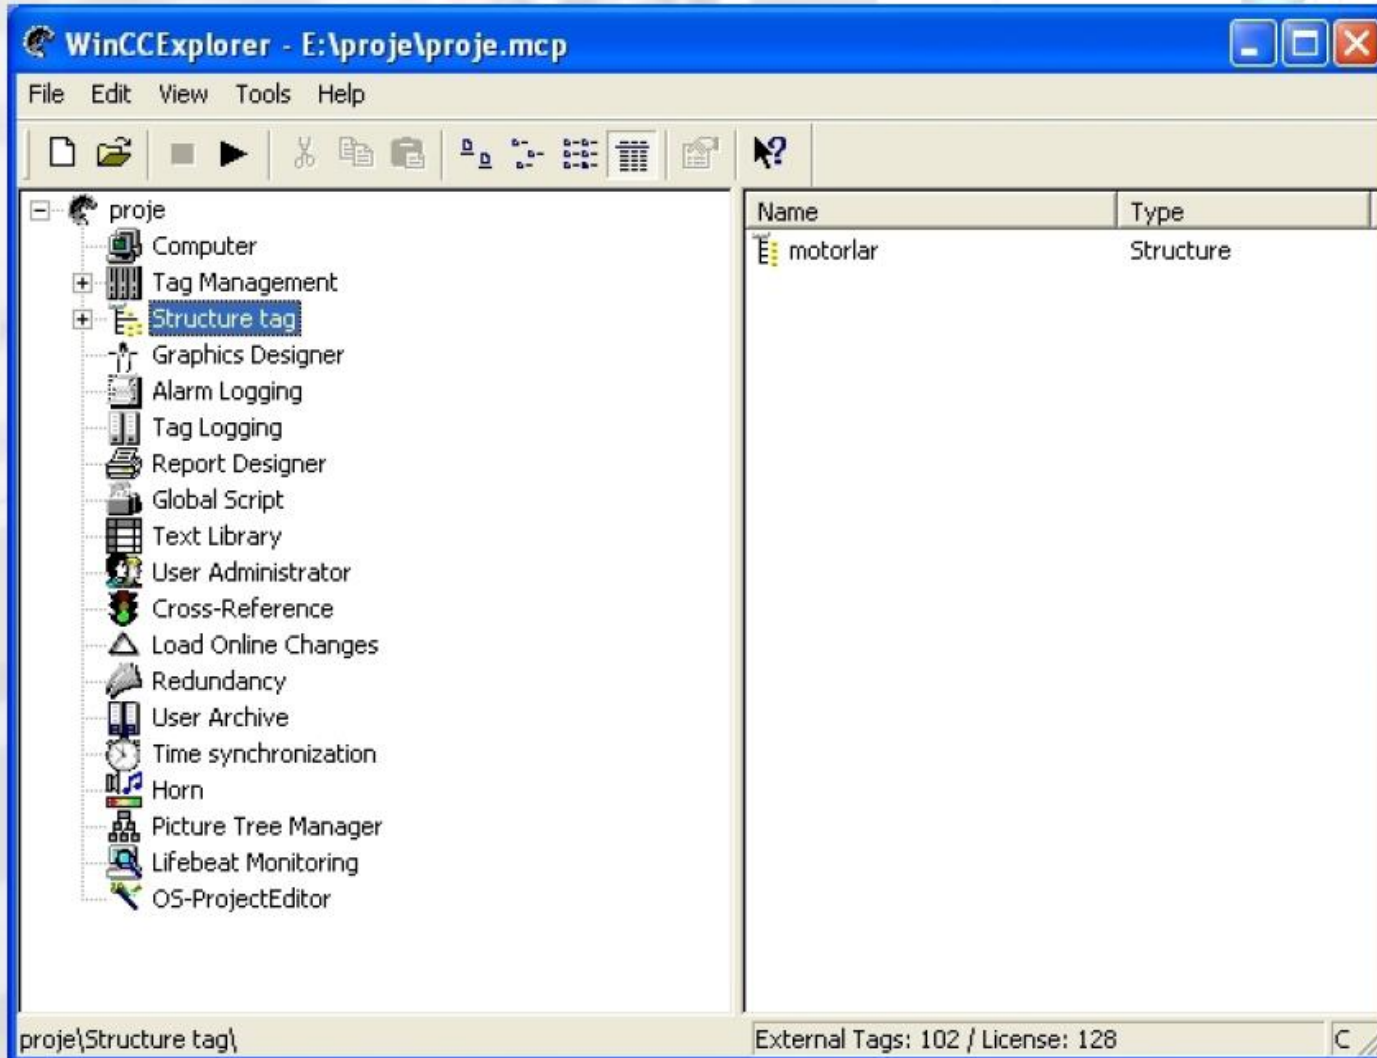 WinCCExplorer - E:\proje\proje.mcp
File Edit View Tools Help
proje
Computer
Tag Management
Structure tag
Graphics Designer
Alarm Logging
Tag Logging
Report Designer
Global Script
Text Library
User Administrator
Cross-Reference
Load Online Changes
Redundancy
User Archive
Time synchronization
Horn
Picture Tree Manager
Lifebeat Monitoring
OS-ProjectEditor
Name Type
motorlar Structure
proje\Structure tag\ External Tags: 102 / License: 128 C